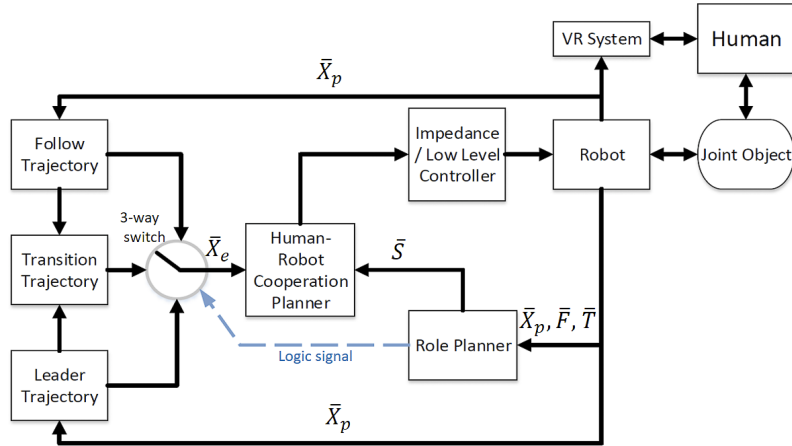 VR System
Human
X̄ₚ
Follow
Trajectory
Impedance
/ Low Level
Controller
Robot
Joint Object
3-way
switch
Transition
Trajectory
X̄ₑ
Human-
Robot
Cooperation
Planner
S̄
X̄ₚ, F̄, T̄
Role Planner
Logic signal
Leader
Trajectory
X̄ₚ